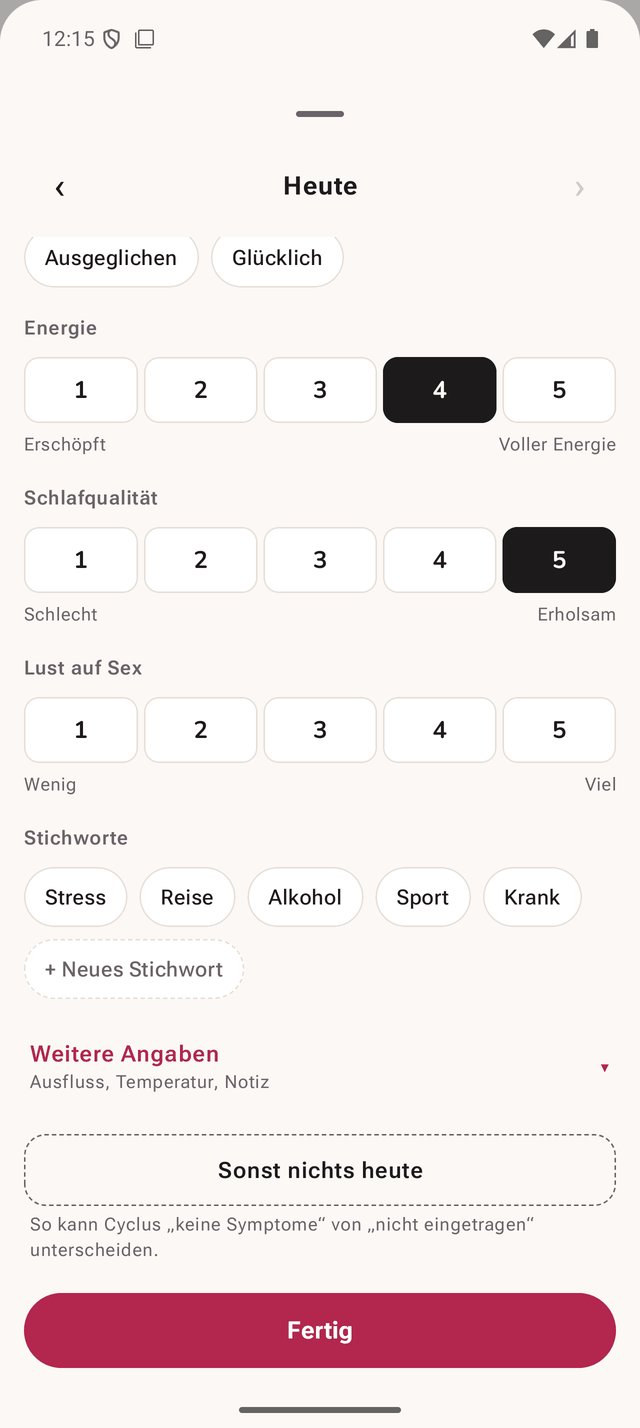 12:15
‹ Heute ›
Ausgeglichen Glücklich
Energie
1 2 3 4 5
Erschöpft Voller Energie
Schlafqualität
1 2 3 4 5
Schlecht Erholsam
Lust auf Sex
1 2 3 4 5
Wenig Viel
Stichworte
Stress Reise Alkohol Sport Krank
+ Neues Stichwort
Weitere Angaben
Ausfluss, Temperatur, Notiz
Sonst nichts heute
So kann Cyclus „keine Symptome“ von „nicht eingetragen“
unterscheiden.
Fertig